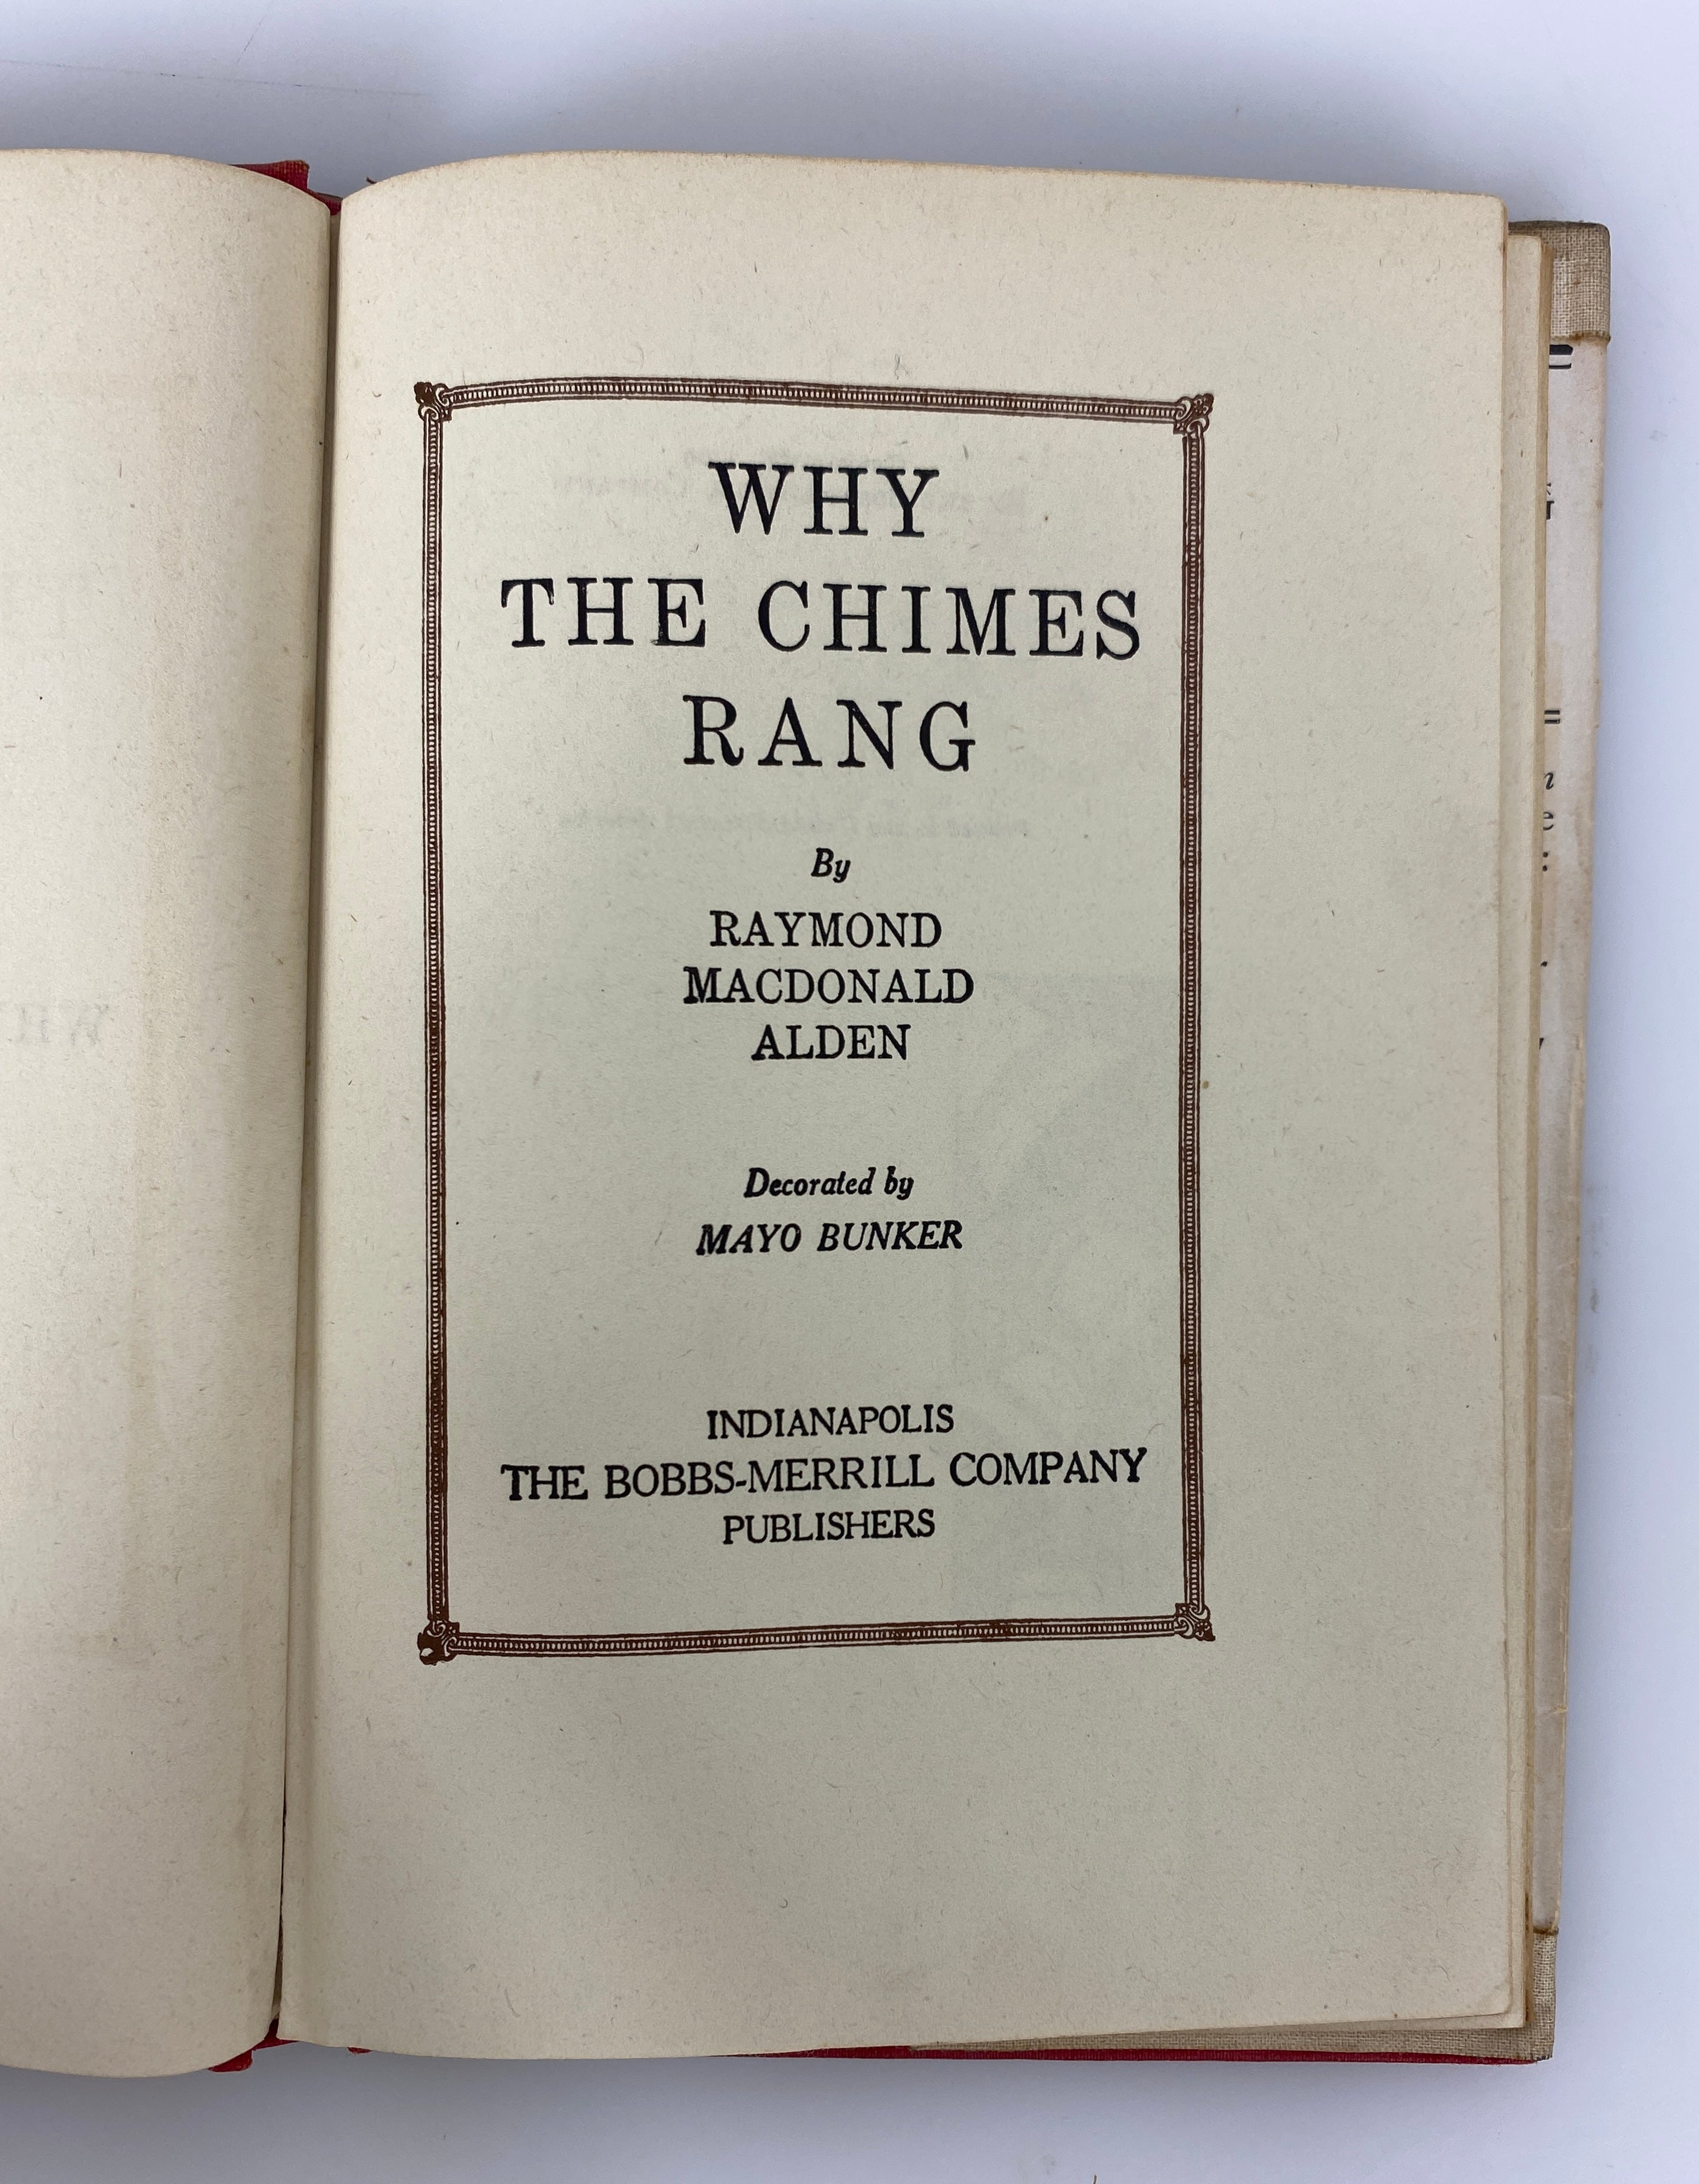 WHY
THE CHIMES
RANG
By
RAYMOND
MACDONALD
ALDEN
Decorated by
MAYO BUNKER
INDIANAPOLIS
THE BOBBS-MERRILL COMPANY
PUBLISHERS